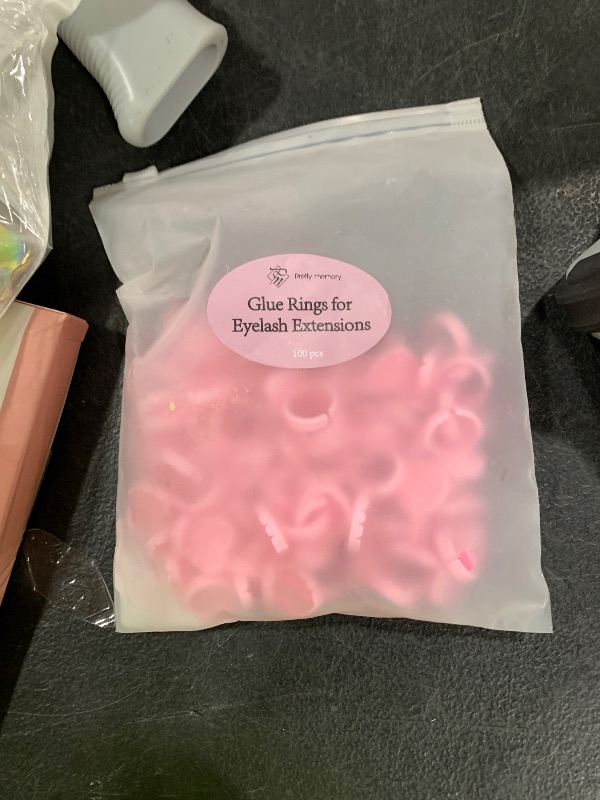 Pretty memory
Glue Rings for
Eyelash Extensions
100 pcs